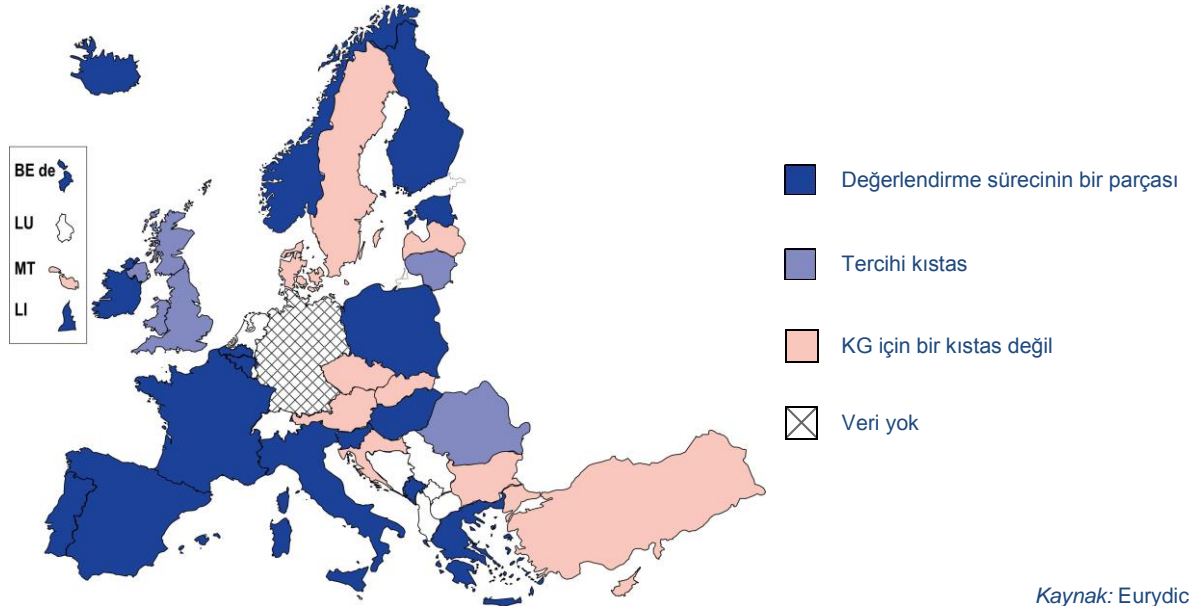 BE de
LU
MT
LI
Değerlendirme sürecinin bir parçası
Tercihi kıstas
KG için bir kıstas değil
Veri yok
Kaynak: Eurydic